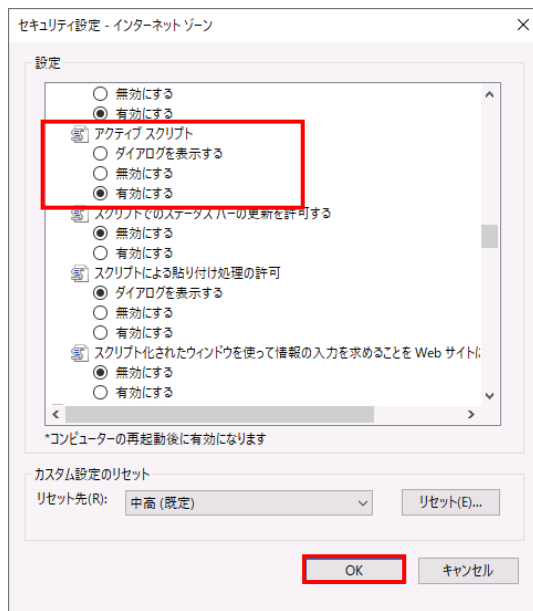 セキュリティ設定 - インターネット ゾーン
設定
無効にする
有効にする
アクティブ スクリプト
ダイアログを表示する
無効にする
有効にする
スクリプトでのステータス バーの更新を許可する
無効にする
有効にする
スクリプトによる貼り付け処理の許可
ダイアログを表示する
無効にする
有効にする
スクリプト化されたウィンドウを使って情報の入力を求めることを Web サイトに
無効にする
有効にする
*コンピューターの再起動後に有効になります
カスタム設定のリセット
リセット先(R):
中高 (既定)
リセット(E)...
OK
キャンセル